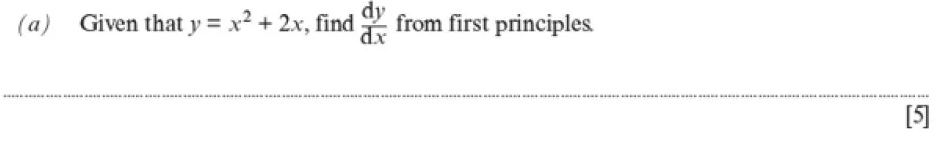 (a) Given that y = x² + 2x, find dy/dx from first principles.
[5]